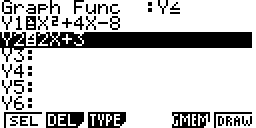 Graph Func :Y≤
Y1≥X²+4X-8
Y2≤2X+3
Y3:
Y4:
Y5:
Y6:
SEL DEL TYPE GMEM DRAW